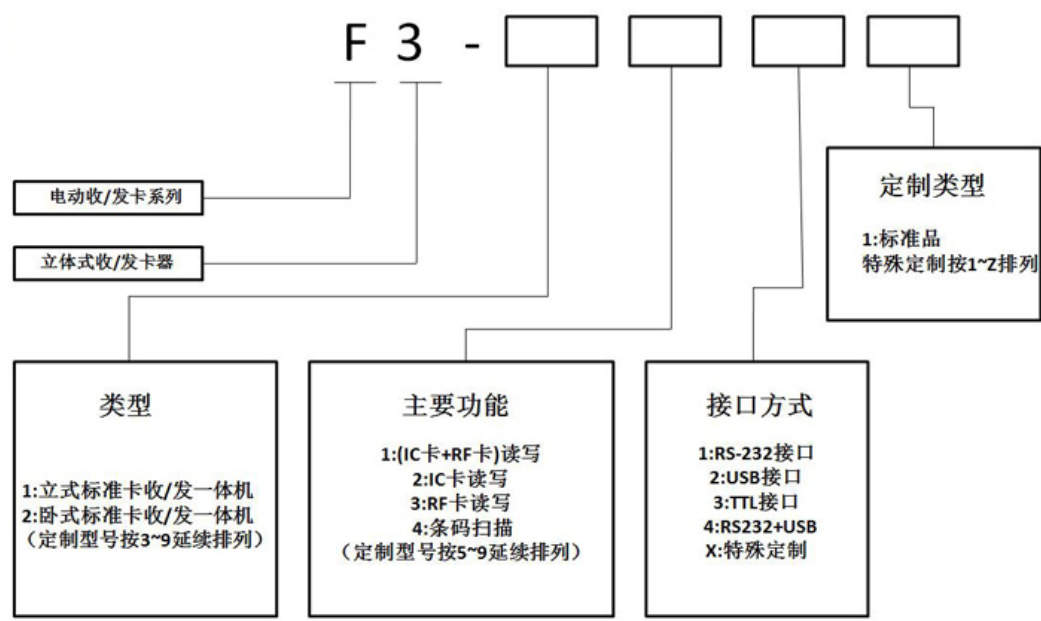 F 3 -
电动收/发卡系列
立体式收/发卡器
定制类型
1:标准品
特殊定制按1~Z排列
类型
1:立式标准卡收/发一体机
2:卧式标准卡收/发一体机
（定制型号按3~9延续排列）
主要功能
1:(IC卡+RF卡)读写
2:IC卡读写
3:RF卡读写
4:条码扫描
（定制型号按5~9延续排列）
接口方式
1:RS-232接口
2:USB接口
3:TTL接口
4:RS232+USB
X:特殊定制